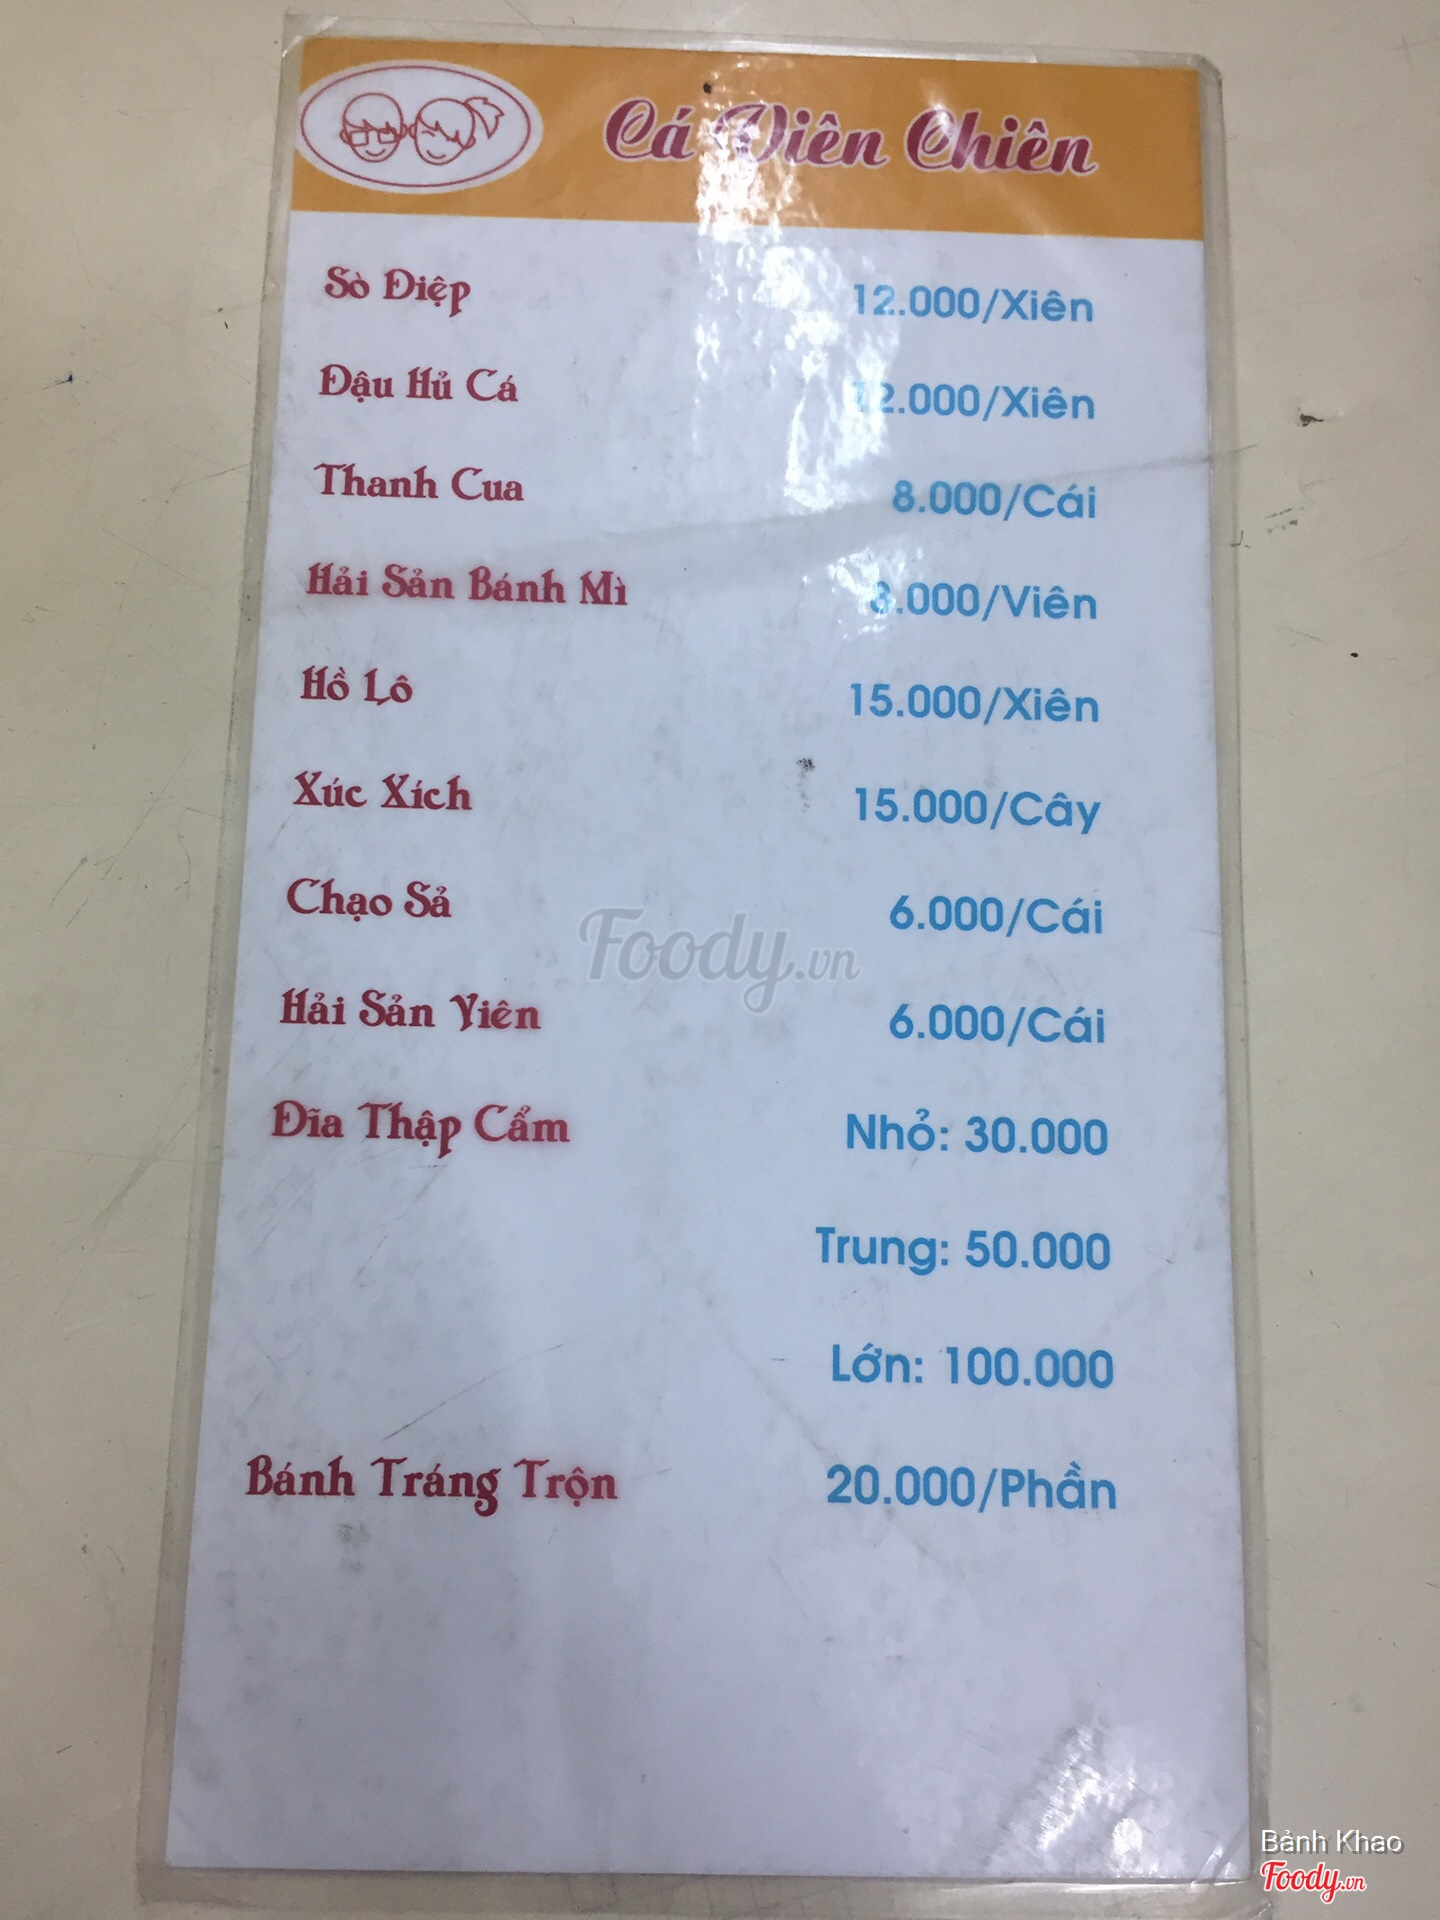 Cá Viên Chiên
Sò Điệp 12.000/Xiên
Đậu Hủ Cá 12.000/Xiên
Thanh Cua 8.000/Cái
Hải Sản Bánh Mì 8.000/Viên
Hồ Lô 15.000/Xiên
Xúc Xích 15.000/Cây
Chạo Sả 6.000/Cái
Foody.vn
Hải Sản Viên 6.000/Cái
Đĩa Thập Cẩm Nhỏ: 30.000
Trung: 50.000
Lớn: 100.000
Bánh Tráng Trộn 20.000/Phần
Bảnh Khao
Foody.vn